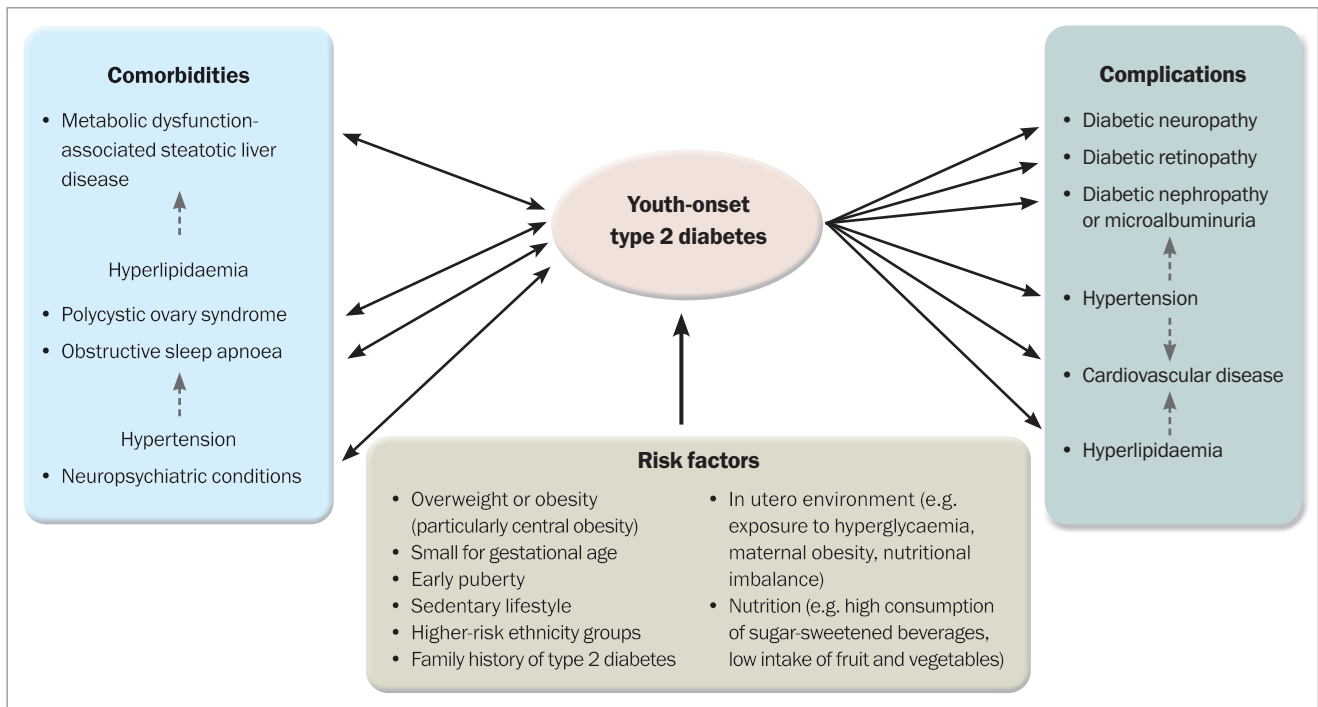 Comorbidities
• Metabolic dysfunction-
associated steatotic liver
disease
Hyperlipidaemia
• Polycystic ovary syndrome
• Obstructive sleep apnoea
Hypertension
• Neuropsychiatric conditions
Youth-onset
type 2 diabetes
Complications
• Diabetic neuropathy
• Diabetic retinopathy
• Diabetic nephropathy
or microalbuminuria
• Hypertension
• Cardiovascular disease
• Hyperlipidaemia
Risk factors
• Overweight or obesity
(particularly central obesity)
• Small for gestational age
• Early puberty
• Sedentary lifestyle
• Higher-risk ethnicity groups
• Family history of type 2 diabetes
• In utero environment (e.g.
exposure to hyperglycaemia,
maternal obesity, nutritional
imbalance)
• Nutrition (e.g. high consumption
of sugar-sweetened beverages,
low intake of fruit and vegetables)